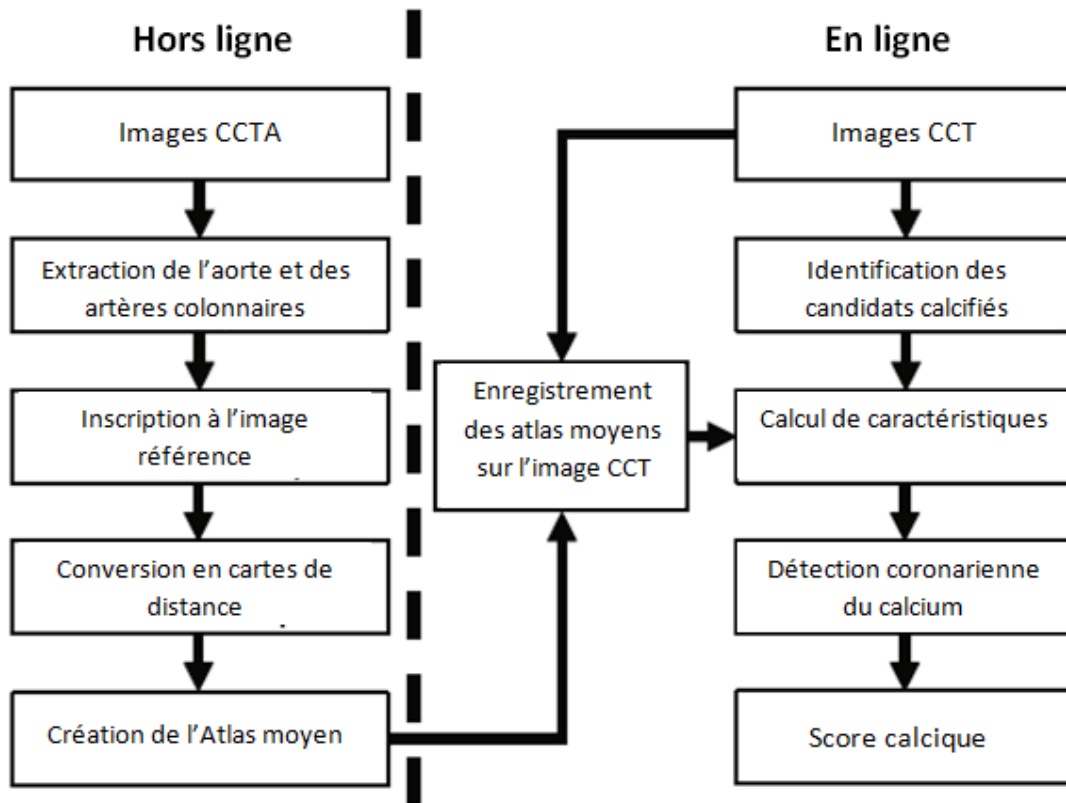 Hors ligne
Images CCTA
Extraction de l'aorte et des
artères colonnaires
Inscription à l'image
référence
Conversion en cartes de
distance
Création de l'Atlas moyen
Enregistrement
des atlas moyens
sur l'image CCT
En ligne
Images CCT
Identification des
candidats calcifiés
Calcul de caractéristiques
Détection coronarienne
du calcium
Score calcique